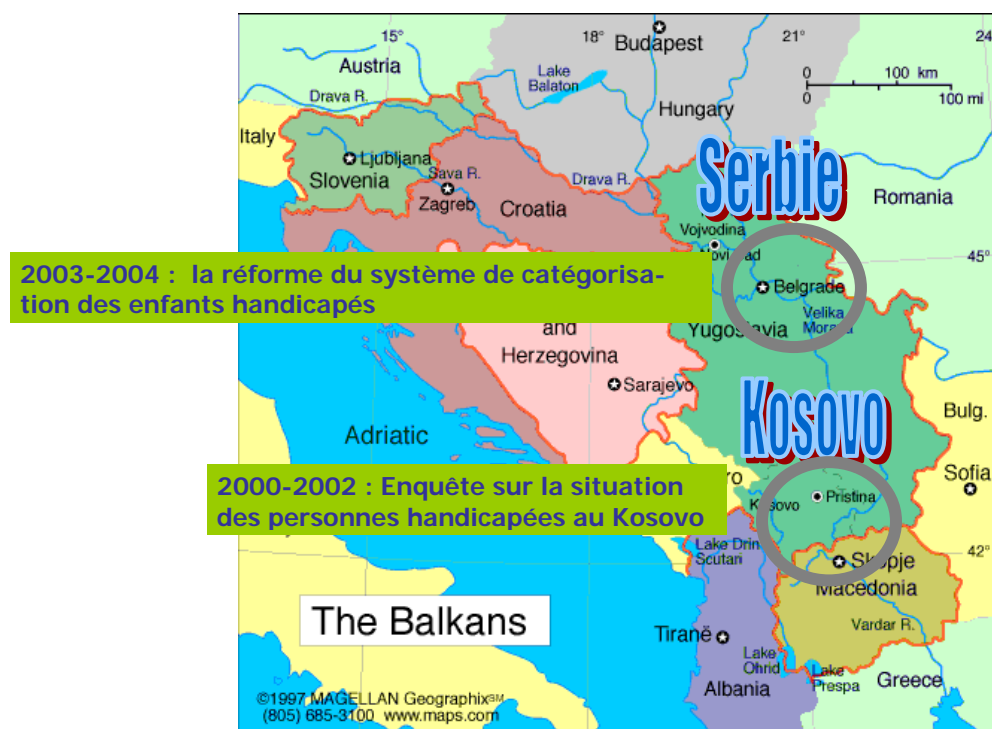 15°
18°
21°
24
Budapest
Austria
Lake
Balaton
0 100 km
0 100 mi
Drava R.
Hungary
Italy
Serbie
Ljubljana
Slovenia
Sava R.
Drava R.
Romania
Zagreb
Croatia
Vojvodina
Novi Sad
45°
2003-2004 : la réforme du système de catégorisa-
tion des enfants handicapés
Belgrade
Velika
Morava
Yugoslavia
and
Herzegovina
Sarajevo
Kosovo
Bulg.
Adriatic
ro
Sofia
2000-2002 : Enquête sur la situation
des personnes handicapées au Kosovo
Kosovo
Pristina
Lake
Scutari
Drin
42°
Skopje
Macedonia
The Balkans
Vardar R.
Tiranë
Lake
Ohrid
Lake
Prespa
Greece
Albania
©1997 MAGELLAN Geographix℠
(805) 685-3100 www.maps.com